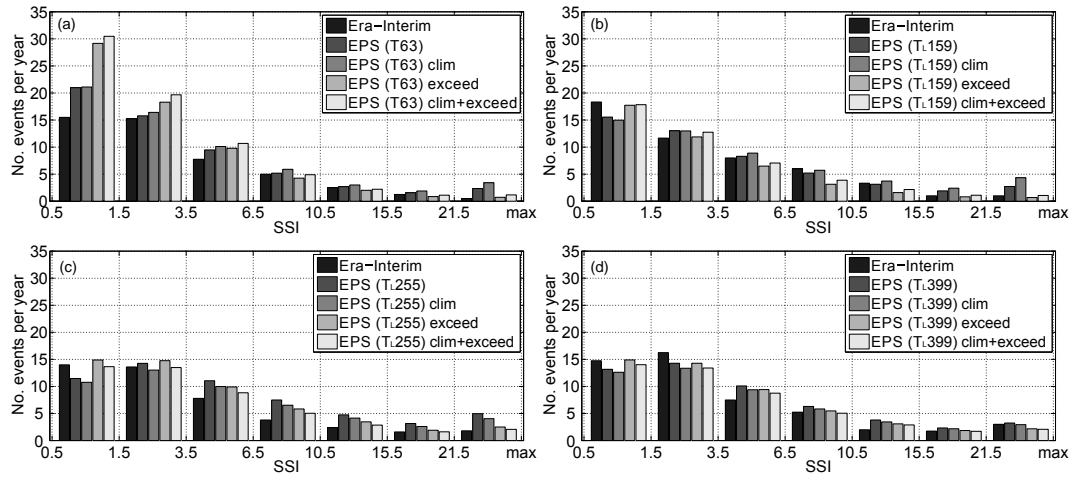 (a)
Era−Interim
EPS (T63)
EPS (T63) clim
EPS (T63) exceed
EPS (T63) clim+exceed
No. events per year
35
30
25
20
15
10
5
0
0.5 1.5 3.5 6.5 10.5 15.5 21.5 max
SSI
(b)
Era−Interim
EPS (TL159)
EPS (TL159) clim
EPS (TL159) exceed
EPS (TL159) clim+exceed
No. events per year
35
30
25
20
15
10
5
0
0.5 1.5 3.5 6.5 10.5 15.5 21.5 max
SSI
(c)
Era−Interim
EPS (TL255)
EPS (TL255) clim
EPS (TL255) exceed
EPS (TL255) clim+exceed
No. events per year
35
30
25
20
15
10
5
0
0.5 1.5 3.5 6.5 10.5 15.5 21.5 max
SSI
(d)
Era−Interim
EPS (TL399)
EPS (TL399) clim
EPS (TL399) exceed
EPS (TL399) clim+exceed
No. events per year
35
30
25
20
15
10
5
0
0.5 1.5 3.5 6.5 10.5 15.5 21.5 max
SSI